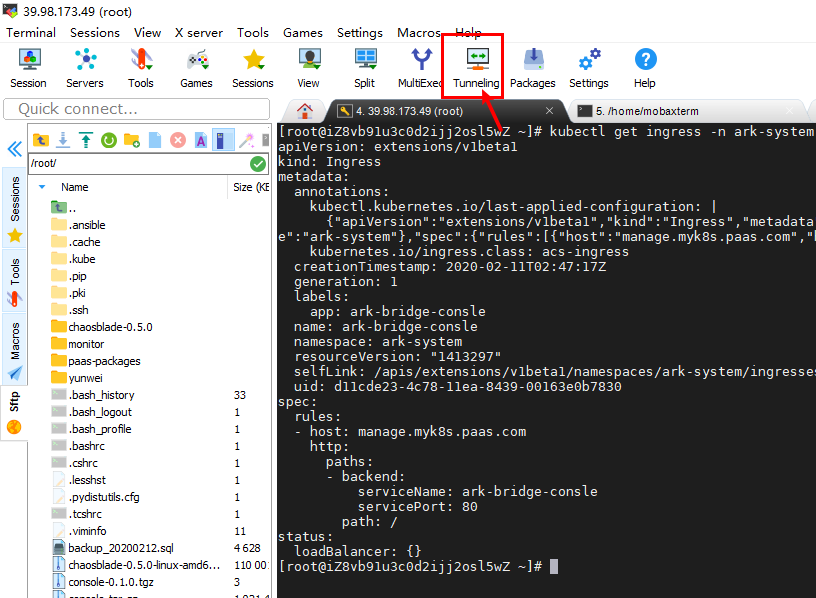 39.98.173.49 (root)
Terminal Sessions View X server Tools Games Settings Macros Help
Session Servers Tools Games Sessions View Split MultiExec Tunneling Packages Settings Help
Quick connect...
4. 39.98.173.49 (root)
5. /home/mobaxterm
/root/
Name Size (KB
Sessions
Tools
Macros
Sftp
..
.ansible
.cache
.kube
.pip
.pki
.ssh
chaosblade-0.5.0
monitor
paas-packages
yunwei
.bash_history 33
.bash_logout 1
.bash_profile 1
.bashrc 1
.cshrc 1
.lesshst 1
.pydistutils.cfg 1
.tcshrc 1
.viminfo 11
backup_20200212.sql 4 628
chaosblade-0.5.0-linux-amd6... 110 001
console-0.1.0.tgz 3
[root@iZ8vb91u3c0d2ijj2osl5wZ ~]# kubectl get ingress -n ark-system
apiVersion: extensions/v1beta1
kind: Ingress
metadata:
annotations:
kubectl.kubernetes.io/last-applied-configuration: |
{"apiVersion":"extensions/v1beta1","kind":"Ingress","metadata
e":"ark-system"},"spec":{"rules":[{"host":"manage.myk8s.paas.com","
kubernetes.io/ingress.class: acs-ingress
creationTimestamp: 2020-02-11T02:47:17Z
generation: 1
labels:
app: ark-bridge-consle
name: ark-bridge-consle
namespace: ark-system
resourceVersion: "1413297"
selfLink: /apis/extensions/v1beta1/namespaces/ark-system/ingresses
uid: d11cde23-4c78-11ea-8439-00163e0b7830
spec:
rules:
- host: manage.myk8s.paas.com
http:
paths:
- backend:
serviceName: ark-bridge-consle
servicePort: 80
path: /
status:
loadBalancer: {}
[root@iZ8vb91u3c0d2ijj2osl5wZ ~]#